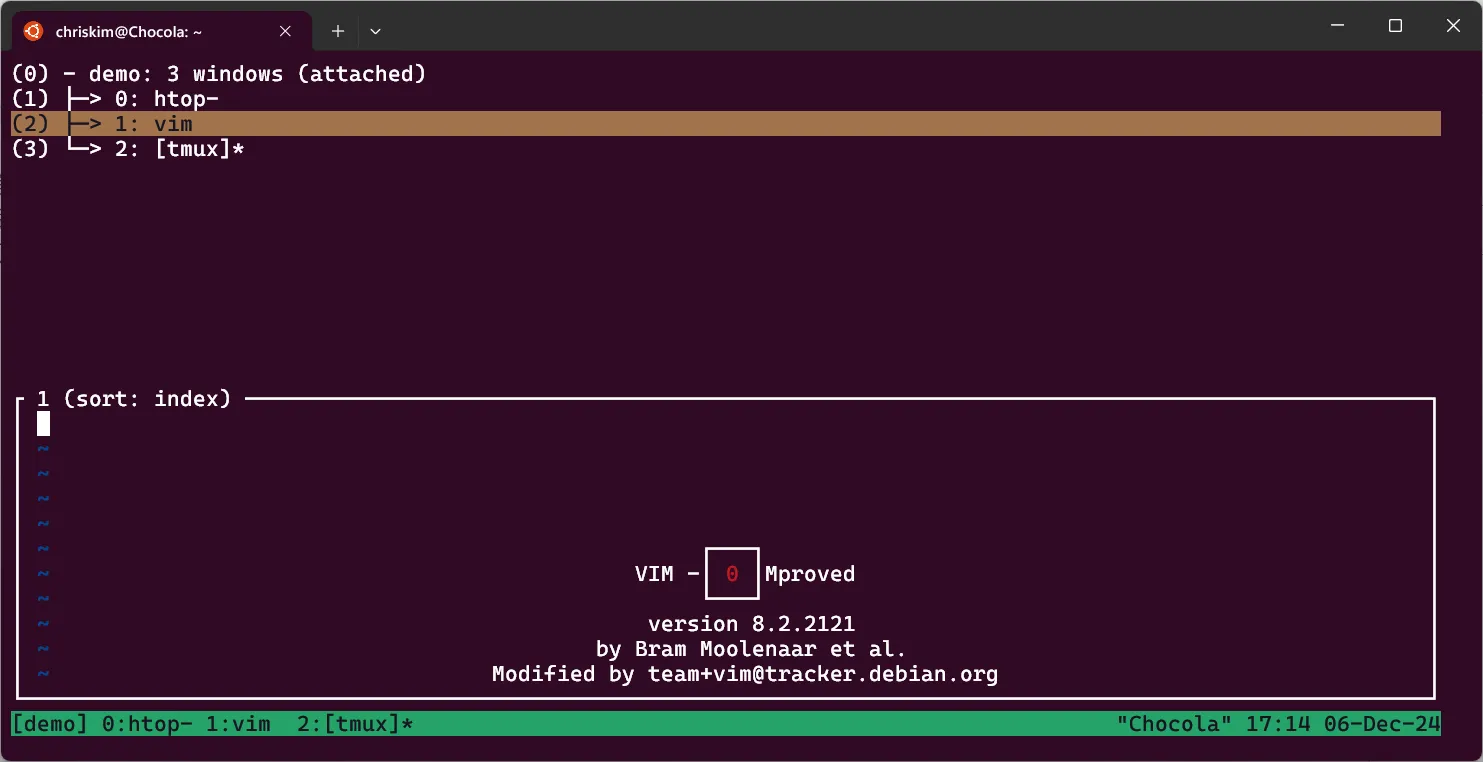 chriskim@Chocola: ~
(0) - demo: 3 windows (attached)
(1) ├─> 0: htop-
(2) ├─> 1: vim
(3) └─> 2: [tmux]*
1 (sort: index)
~
~
~
~
~
~ VIM - 0 Mproved
~
~ version 8.2.2121
~ by Bram Moolenaar et al.
~ Modified by team+vim@tracker.debian.org
[demo] 0:htop- 1:vim  2:[tmux]* "Chocola" 17:14 06-Dec-24